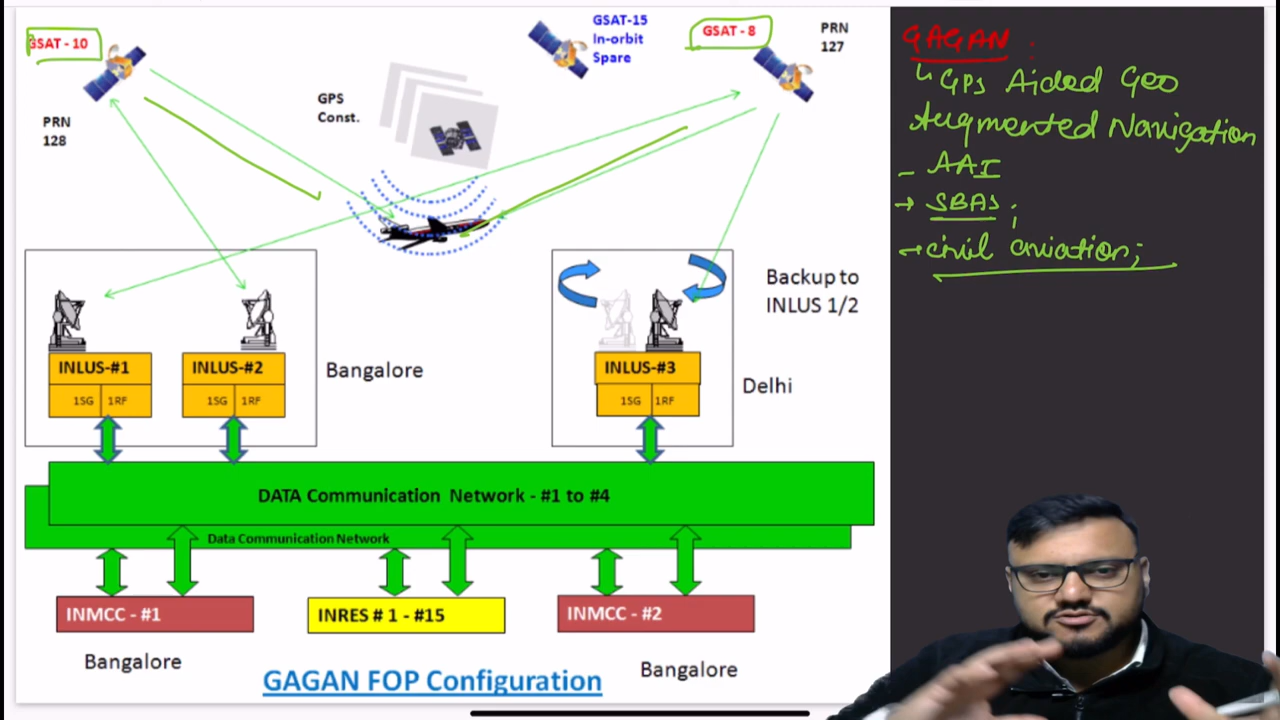 GSAT - 10
PRN
128
GPS
Const.
GSAT-15
In-orbit
Spare
GSAT - 8
PRN
127
INLUS-#1
1SG 1RF
INLUS-#2
1SG 1RF
Bangalore
INLUS-#3
1SG 1RF
Delhi
Backup to
INLUS 1/2
DATA Communication Network - #1 to #4
Data Communication Network
INMCC - #1
INRES # 1 - #15
INMCC - #2
Bangalore
Bangalore
GAGAN FOP Configuration
GAGAN :
↳ GPS Aided Geo
Augmented Navigation
- AAI
→ SBAS ;
→ civil aviation;